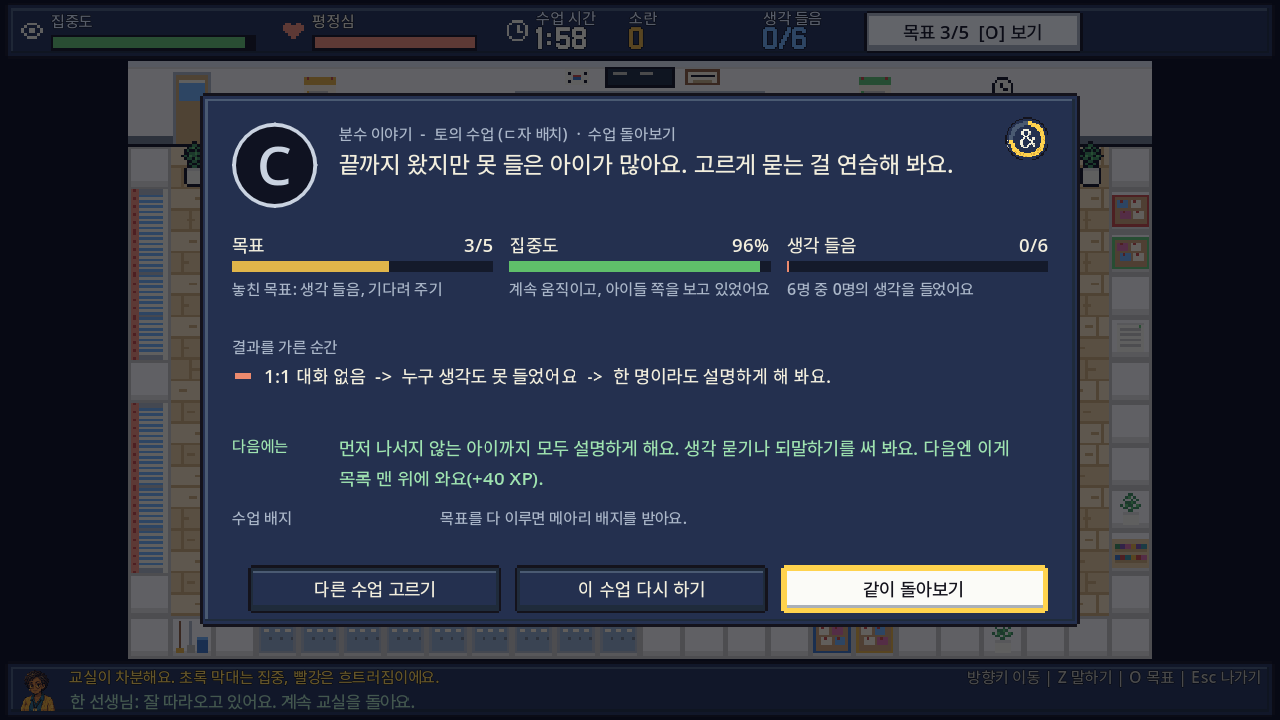 집중도
평정심
수업 시간
1:58
소란
0
생각 들음
0/6
목표 3/5 [O] 보기
C
분수 이야기 - 토의 수업 (ㄷ자 배치) · 수업 돌아보기
끝까지 왔지만 못 들은 아이가 많아요. 고르게 묻는 걸 연습해 봐요.
&
목표 3/5
놓친 목표: 생각 들음, 기다려 주기
집중도 96%
계속 움직이고, 아이들 쪽을 보고 있었어요
생각 들음 0/6
6명 중 0명의 생각을 들었어요
결과를 가른 순간
1:1 대화 없음 -> 누구 생각도 못 들었어요 -> 한 명이라도 설명하게 해 봐요.
다음에는
먼저 나서지 않는 아이까지 모두 설명하게 해요. 생각 묻기나 되말하기를 써 봐요. 다음엔 이게
목록 맨 위에 와요(+40 XP).
수업 배지
목표를 다 이루면 메아리 배지를 받아요.
다른 수업 고르기
이 수업 다시 하기
같이 돌아보기
교실이 차분해요. 초록 막대는 집중, 빨강은 흐트러짐이에요.
한 선생님: 잘 따라오고 있어요. 계속 교실을 돌아요.
방향키 이동 | Z 말하기 | O 목표 | Esc 나가기